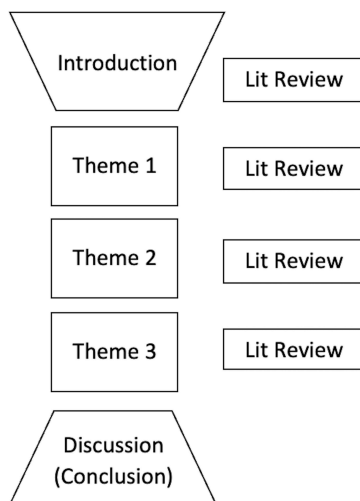 Introduction
Lit Review
Theme 1
Lit Review
Theme 2
Lit Review
Theme 3
Lit Review
Discussion
(Conclusion)